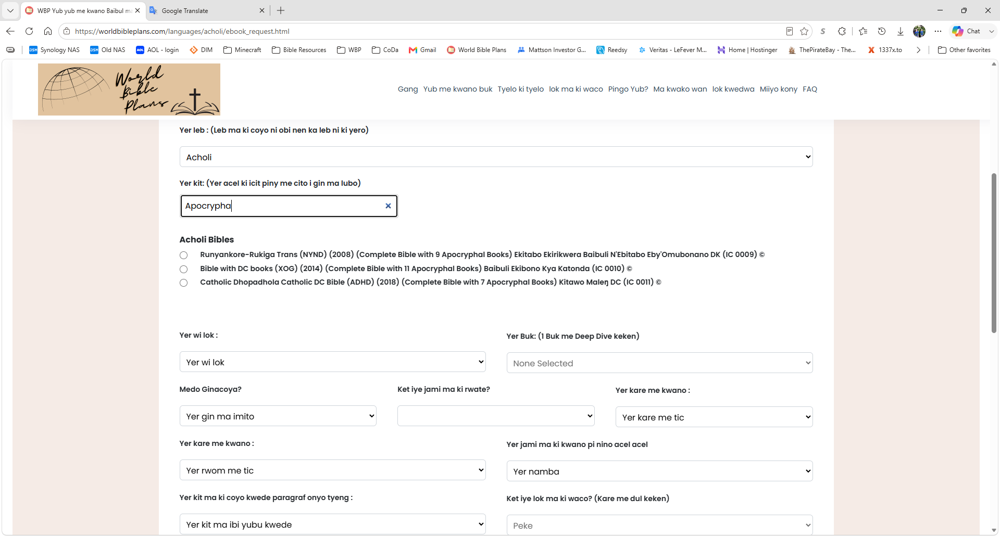 WBP Yub yub me kwano Baibul ma
Google Translate
https://worldbibleplans.com/languages/acholi/ebook_request.html
Chat
DSM Synology NAS
DSM Old NAS
AOL. AOL - login
DIM
Minecraft
Bible Resources
WBP
CoDa
Gmail
World Bible Plans
Mattson Investor G...
Reedsy
Veritas - LeFever M...
Home | Hostinger
ThePirateBay - The...
1337x.to
Other favorites
World
Bible
Plans
Gang Yub me kwano buk Tyelo ki tyelo lok ma ki waco Pingo Yub? Ma kwako wan lok kwedwa Miiyo kony FAQ
Yer leb : (Leb ma ki coyo ni obi nen ka leb ni ki yero)
Acholi
Yer kit: (Yer acel ki icit piny me cito i gin ma lubo)
Apocrypha
Acholi Bibles
Runyankore-Rukiga Trans (NYND) (2008) (Complete Bible with 9 Apocryphal Books) Ekitabo Ekirikwera Baibuli N'Ebitabo Eby'Omubonano DK (IC 0009) ©
Bible with DC books (XOG) (2014) (Complete Bible with 11 Apocryphal Books) Baibuli Ekibono Kya Katonda (IC 0010) ©
Catholic Dhopadhola Catholic DC Bible (ADHD) (2018) (Complete Bible with 7 Apocryphal Books) Kitawo Maleŋ DC (IC 0011) ©
Yer wi lok :
Yer Buk: (1 Buk me Deep Dive keken)
Yer wi lok
None Selected
Medo Ginacoya?
Ket iye jami ma ki rwate?
Yer kare me kwano :
Yer gin ma imito
Yer kare me tic
Yer kare me kwano :
Yer jami ma ki kwano pi nino acel acel
Yer rwom me tic
Yer namba
Yer kit ma ki coyo kwede paragraf onyo tyeng :
Ket iye lok ma ki waco? (Kare me dul keken)
Yer kit ma ibi yubu kwede
Peke